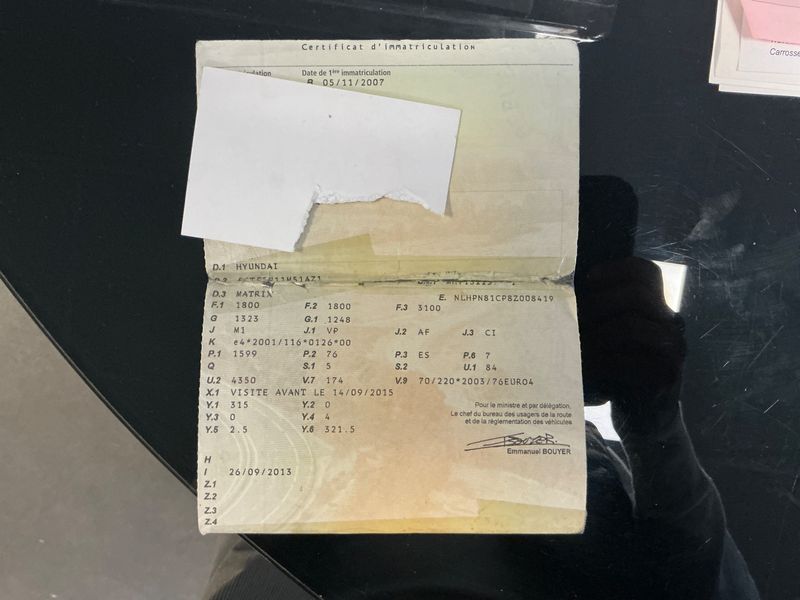 Certificat d'immatriculation
Date de 1ère immatriculation
B 05/11/2007
D.1 HYUNDAI
D.3 MATRIX
E. NLHPN81CP8Z008419
F.1 1800 F.2 1800 F.3 3100
G 1323 G.1 1248
J M1 J.1 VP J.2 AF J.3 CI
K e4*2001/116*0126*00
P.1 1599 P.2 76 P.3 ES P.6 7
Q S.1 5 S.2 U.1 84
U.2 4350 V.7 174 V.9 70/220*2003/76EURO4
X.1 VISITE AVANT LE 14/09/2015
Y.1 315 Y.2 0
Y.3 0 Y.4 4
Y.5 2.5 Y.6 321.5
Pour le ministre et par délégation,
Le chef du bureau des usagers de la route
et de la réglementation des véhicules
Emmanuel BOUYER
H
I 26/09/2013
Z.1
Z.2
Z.3
Z.4
Carrosse